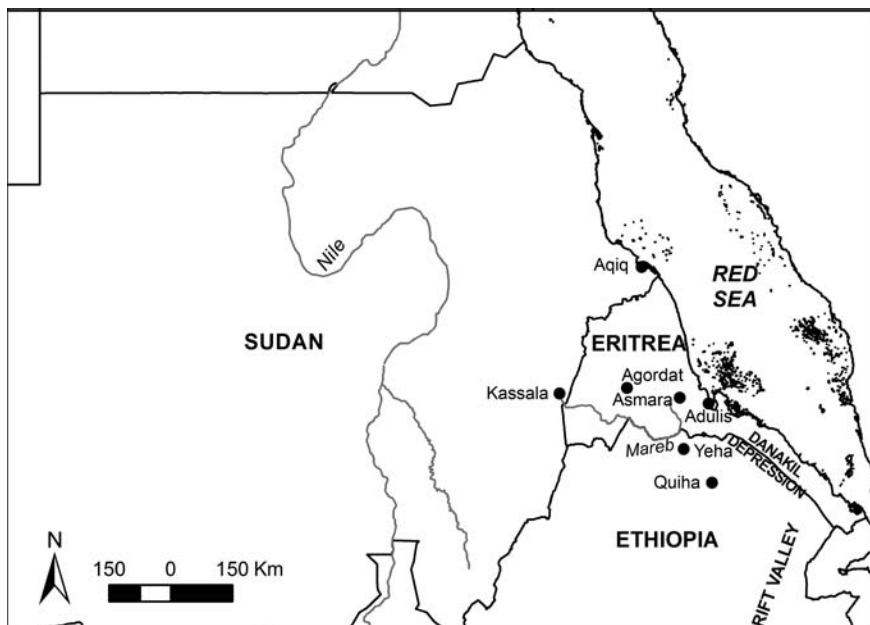 Nile
Aqiq
RED
SEA
SUDAN
ERITREA
Kassala
Agordat
Asmara
Adulis
Mareb
Yeha
DANAKIL
DEPRESSION
Quiha
ETHIOPIA
RIFT VALLEY
N
150 0 150 Km